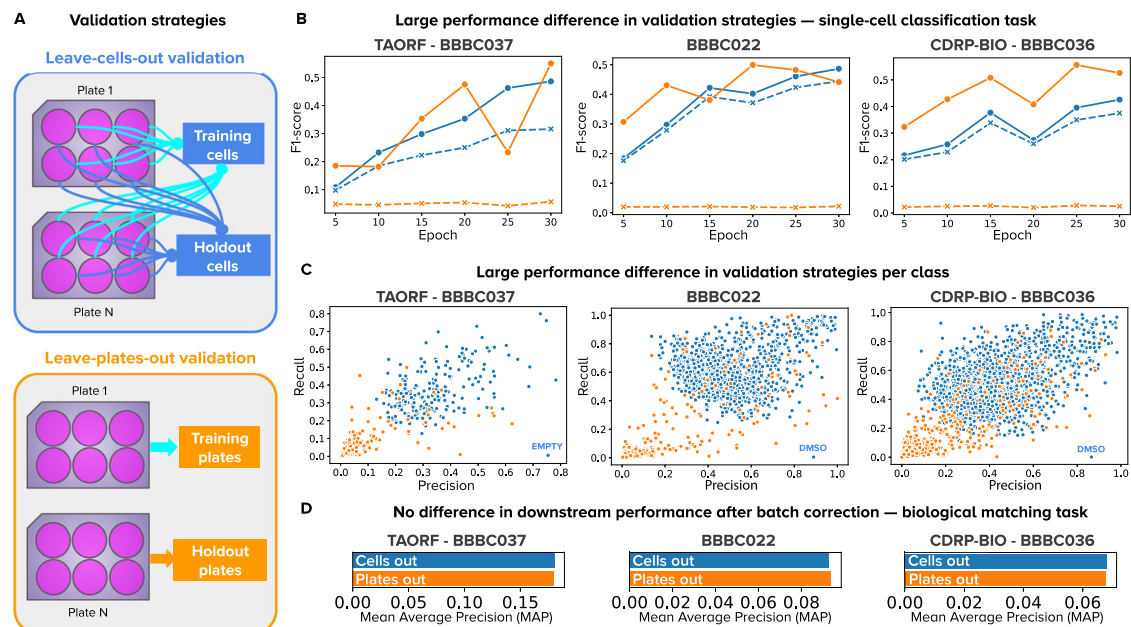 A
Validation strategies
Leave-cells-out validation
Plate 1
Training
cells
Holdout
cells
Plate N
Leave-plates-out validation
Plate 1
Training
plates
Holdout
plates
Plate N
B
Large performance difference in validation strategies — single-cell classification task
TAORF - BBBC037
F1-score
0.5
0.4
0.3
0.2
0.1
5 10 15 20 25 30
Epoch
BBBC022
F1-score
0.5
0.4
0.3
0.2
0.1
0.0
5 10 15 20 25 30
Epoch
CDRP-BIO - BBBC036
F1-score
0.5
0.4
0.3
0.2
0.1
0.0
5 10 15 20 25 30
Epoch
C
Large performance difference in validation strategies per class
TAORF - BBBC037
Recall
0.8
0.7
0.6
0.5
0.4
0.3
0.2
0.1
0.0
EMPTY
0.0 0.1 0.2 0.3 0.4 0.5 0.6 0.7 0.8
Precision
BBBC022
Recall
1.0
0.8
0.6
0.4
0.2
0.0
DMSO
0.0 0.2 0.4 0.6 0.8 1.0
Precision
CDRP-BIO - BBBC036
Recall
1.0
0.8
0.6
0.4
0.2
0.0
DMSO
0.0 0.2 0.4 0.6 0.8 1.0
Precision
D
No difference in downstream performance after batch correction — biological matching task
TAORF - BBBC037
Cells out
Plates out
0.00 0.05 0.10 0.15
Mean Average Precision (MAP)
BBBC022
Cells out
Plates out
0.00 0.02 0.04 0.06 0.08
Mean Average Precision (MAP)
CDRP-BIO - BBBC036
Cells out
Plates out
0.00 0.02 0.04 0.06
Mean Average Precision (MAP)